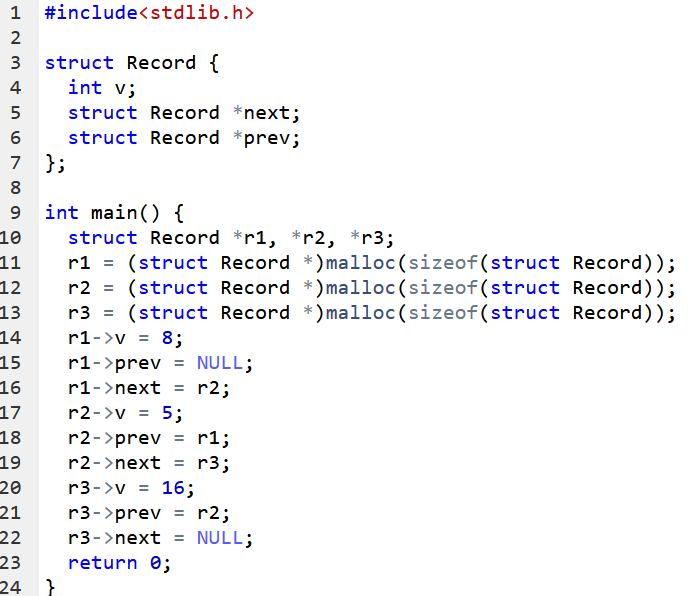 1 #include<stdlib.h>
2
3 struct Record {
4   int v;
5   struct Record *next;
6   struct Record *prev;
7 };
8
9 int main() {
10   struct Record *r1, *r2, *r3;
11   r1 = (struct Record *)malloc(sizeof(struct Record));
12   r2 = (struct Record *)malloc(sizeof(struct Record));
13   r3 = (struct Record *)malloc(sizeof(struct Record));
14   r1->v = 8;
15   r1->prev = NULL;
16   r1->next = r2;
17   r2->v = 5;
18   r2->prev = r1;
19   r2->next = r3;
20   r3->v = 16;
21   r3->prev = r2;
22   r3->next = NULL;
23   return 0;
24 }